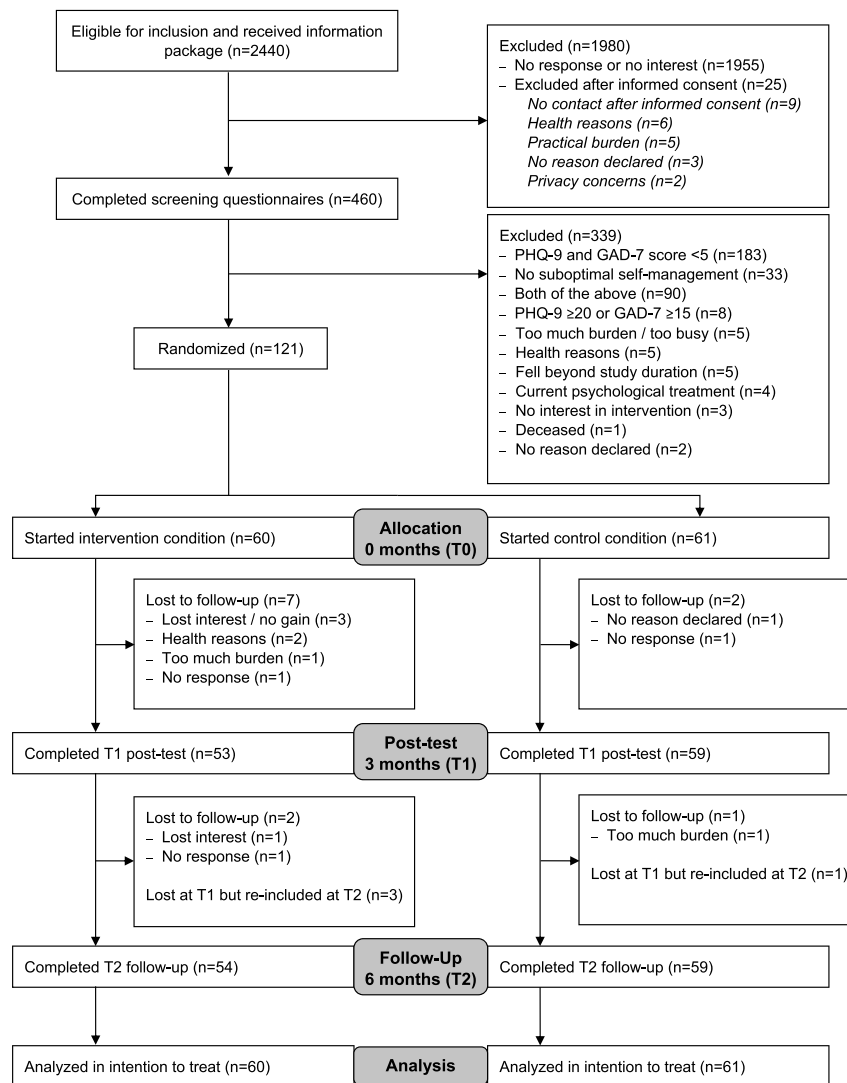 Eligible for inclusion and received information
package (n=2440)
Excluded (n=1980)
– No response or no interest (n=1955)
– Excluded after informed consent (n=25)
No contact after informed consent (n=9)
Health reasons (n=6)
Practical burden (n=5)
No reason declared (n=3)
Privacy concerns (n=2)
Completed screening questionnaires (n=460)
Excluded (n=339)
– PHQ-9 and GAD-7 score <5 (n=183)
– No suboptimal self-management (n=33)
– Both of the above (n=90)
– PHQ-9 ≥20 or GAD-7 ≥15 (n=8)
– Too much burden / too busy (n=5)
– Health reasons (n=5)
– Fell beyond study duration (n=5)
– Current psychological treatment (n=4)
– No interest in intervention (n=3)
– Deceased (n=1)
– No reason declared (n=2)
Randomized (n=121)
Started intervention condition (n=60)
Allocation
0 months (T0)
Started control condition (n=61)
Lost to follow-up (n=7)
– Lost interest / no gain (n=3)
– Health reasons (n=2)
– Too much burden (n=1)
– No response (n=1)
Lost to follow-up (n=2)
– No reason declared (n=1)
– No response (n=1)
Completed T1 post-test (n=53)
Post-test
3 months (T1)
Completed T1 post-test (n=59)
Lost to follow-up (n=2)
– Lost interest (n=1)
– No response (n=1)
Lost at T1 but re-included at T2 (n=3)
Lost to follow-up (n=1)
– Too much burden (n=1)
Lost at T1 but re-included at T2 (n=1)
Completed T2 follow-up (n=54)
Follow-Up
6 months (T2)
Completed T2 follow-up (n=59)
Analyzed in intention to treat (n=60)
Analysis
Analyzed in intention to treat (n=61)